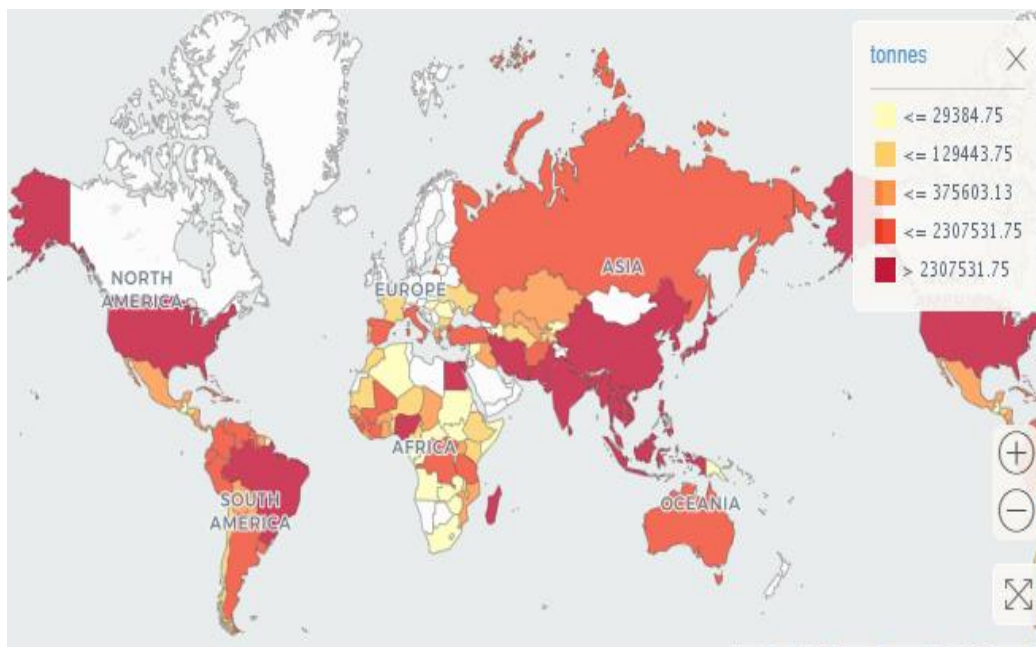 tonnes
<= 29384.75
<= 129443.75
<= 375603.13
<= 2307531.75
> 2307531.75
NORTH
AMERICA
EUROPE
ASIA
AFRICA
SOUTH
AMERICA
OCEANIA